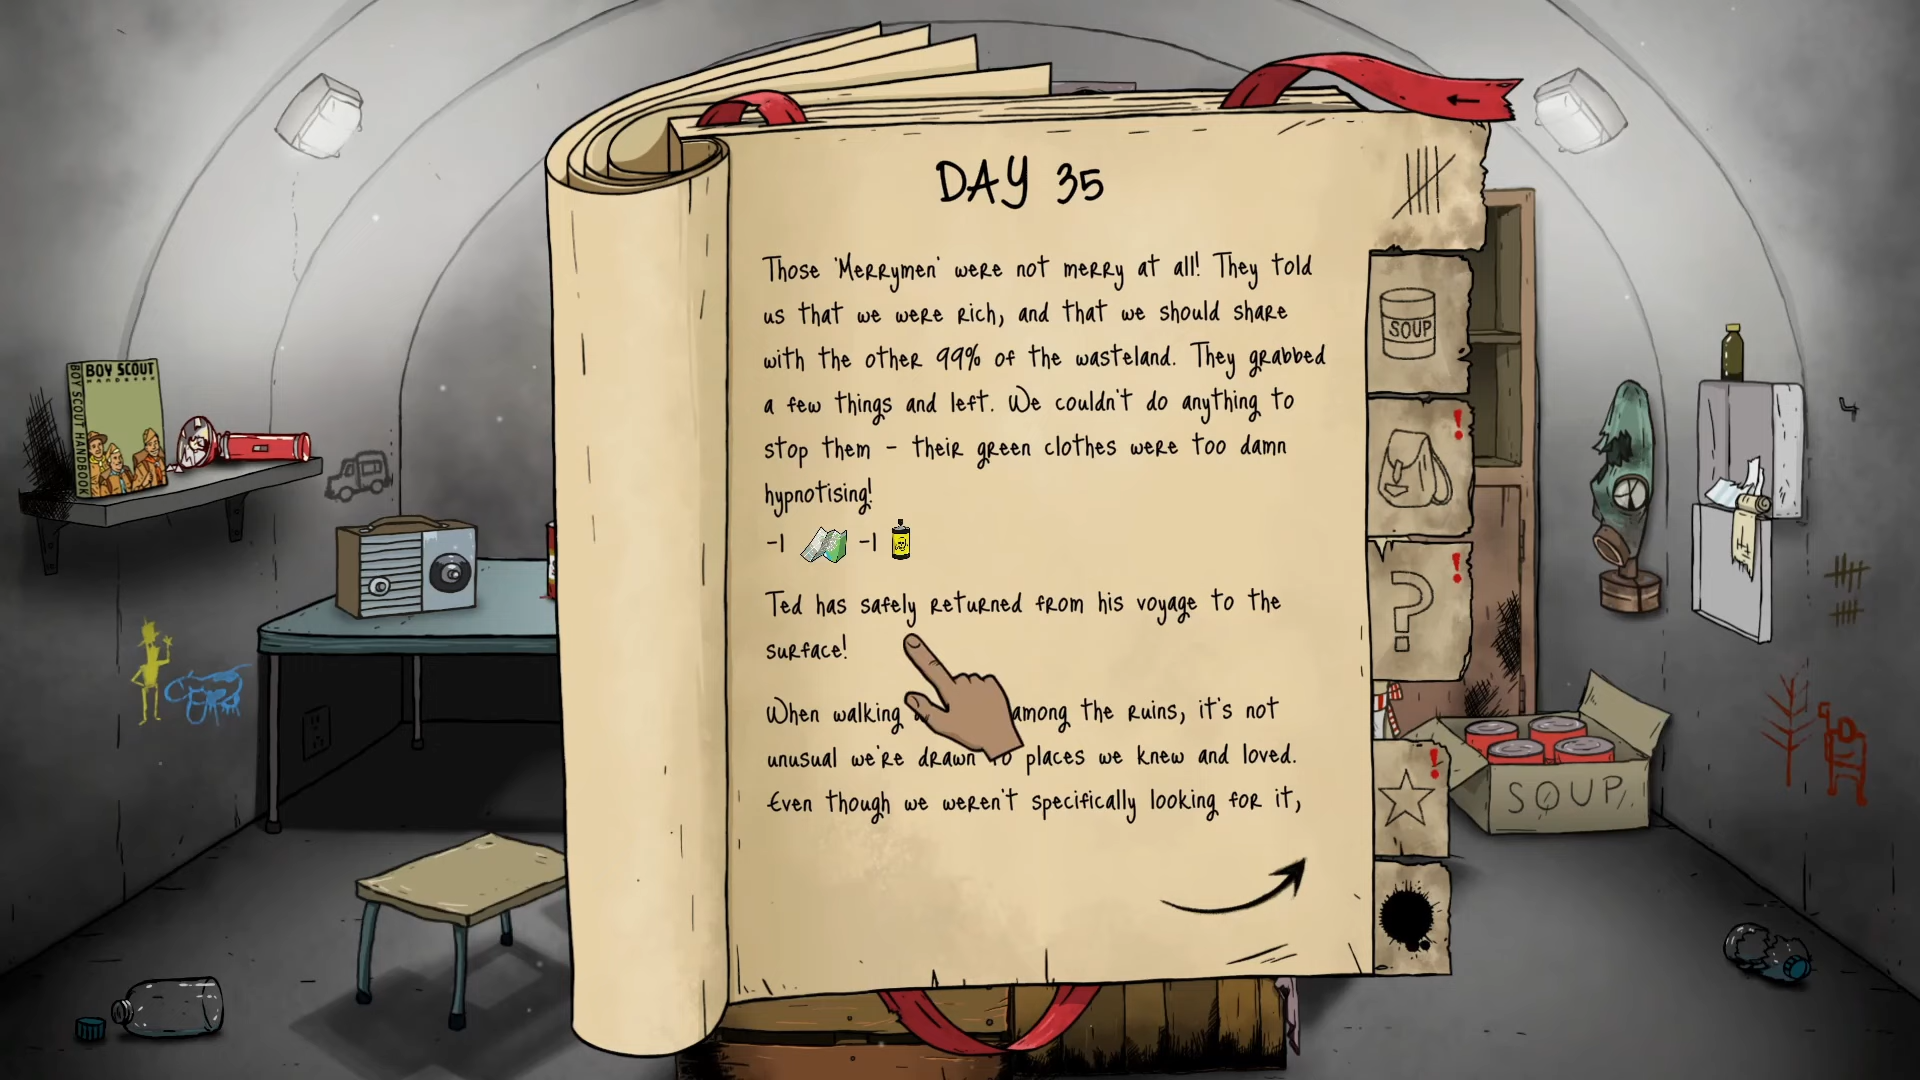 DAY 35
Those 'Merrymen' were not merry at all! They told
us that we were rich, and that we should share
with the other 99% of the wasteland. They grabbed
a few things and left. We couldn't do anything to
stop them - their green clothes were too damn
hypnotising!
-1 -1
Ted has safely returned from his voyage to the
surface!
When walking among the ruins, it's not
unusual we're drawn to places we knew and loved.
Even though we weren't specifically looking for it,
SOUP
!
?
!
!
BOY SCOUT
HANDBOOK
BOY SCOUT HANDBOOK
SOUP